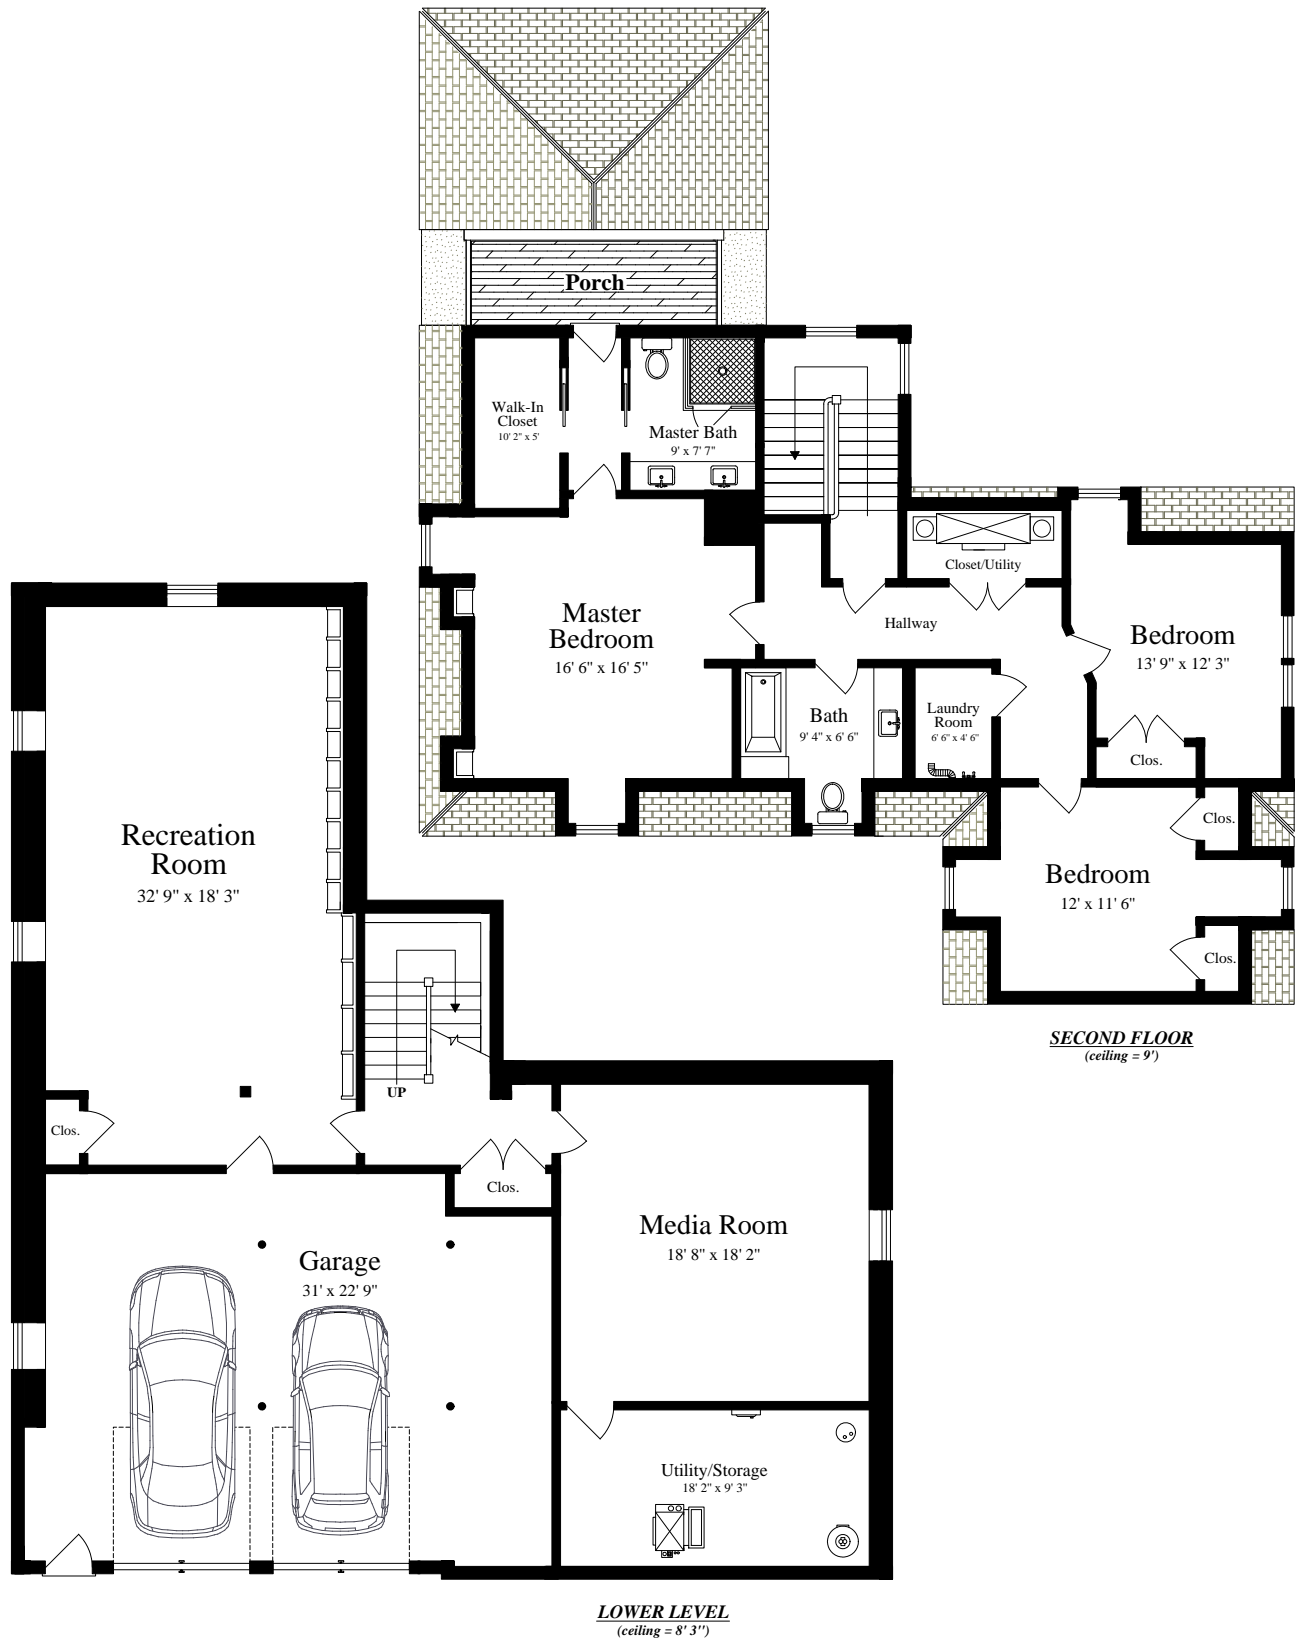 Porch
Walk-In
Closet
10' 2" x 5'
Master Bath
9' x 7' 7"
Closet/Utility
Master
Bedroom
16' 6" x 16' 5"
Hallway
Bedroom
13' 9" x 12' 3"
Bath
9' 4" x 6' 6"
Laundry
Room
6' 6" x 4' 6"
Clos.
Clos.
Bedroom
12' x 11' 6"
Clos.
SECOND FLOOR
(ceiling = 9')
Recreation
Room
32' 9" x 18' 3"
UP
Clos.
Clos.
Media Room
18' 8" x 18' 2"
Garage
31' x 22' 9"
Utility/Storage
18' 2" x 9' 3"
LOWER LEVEL
(ceiling = 8' 3")